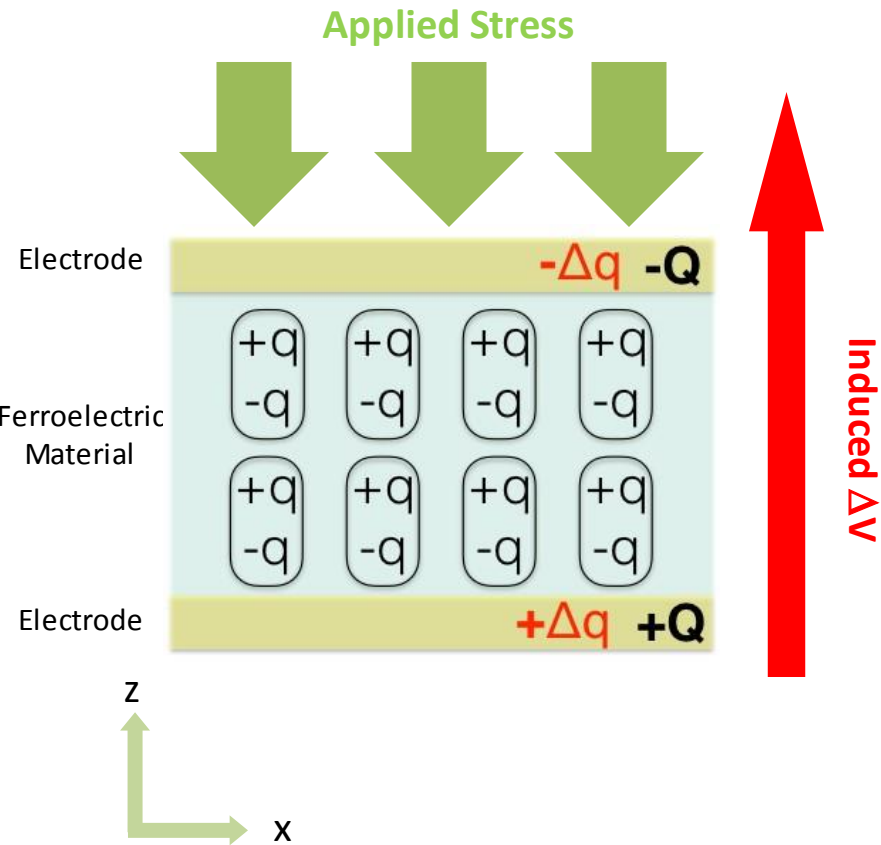 Applied Stress
Electrode
-Δq -Q
+q +q +q +q
-q -q -q -q
Ferroelectric
Material
+q +q +q +q
-q -q -q -q
Electrode
+Δq +Q
Induced ΔV
z
x